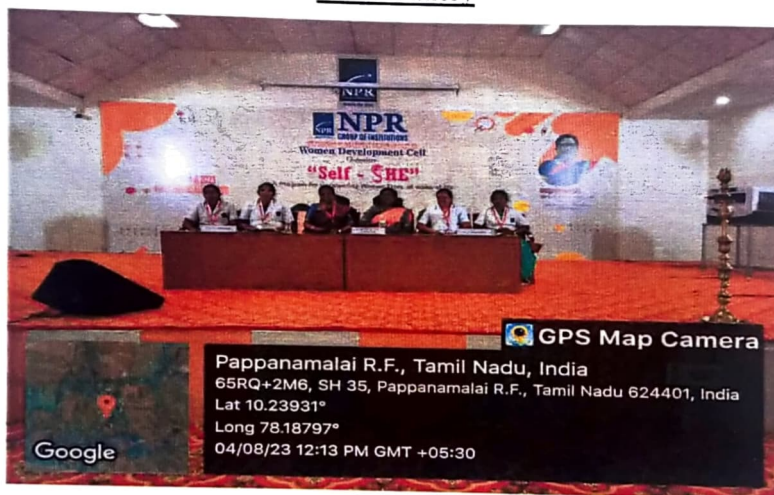 NPR
NPR
NPR
GROUP OF INSTITUTIONS
Women Development Cell
"Self - SHE"
GPS Map Camera
Pappanamalai R.F., Tamil Nadu, India
65RQ+2M6, SH 35, Pappanamalai R.F., Tamil Nadu 624401, India
Lat 10.23931°
Long 78.18797°
04/08/23 12:13 PM GMT +05:30
Google